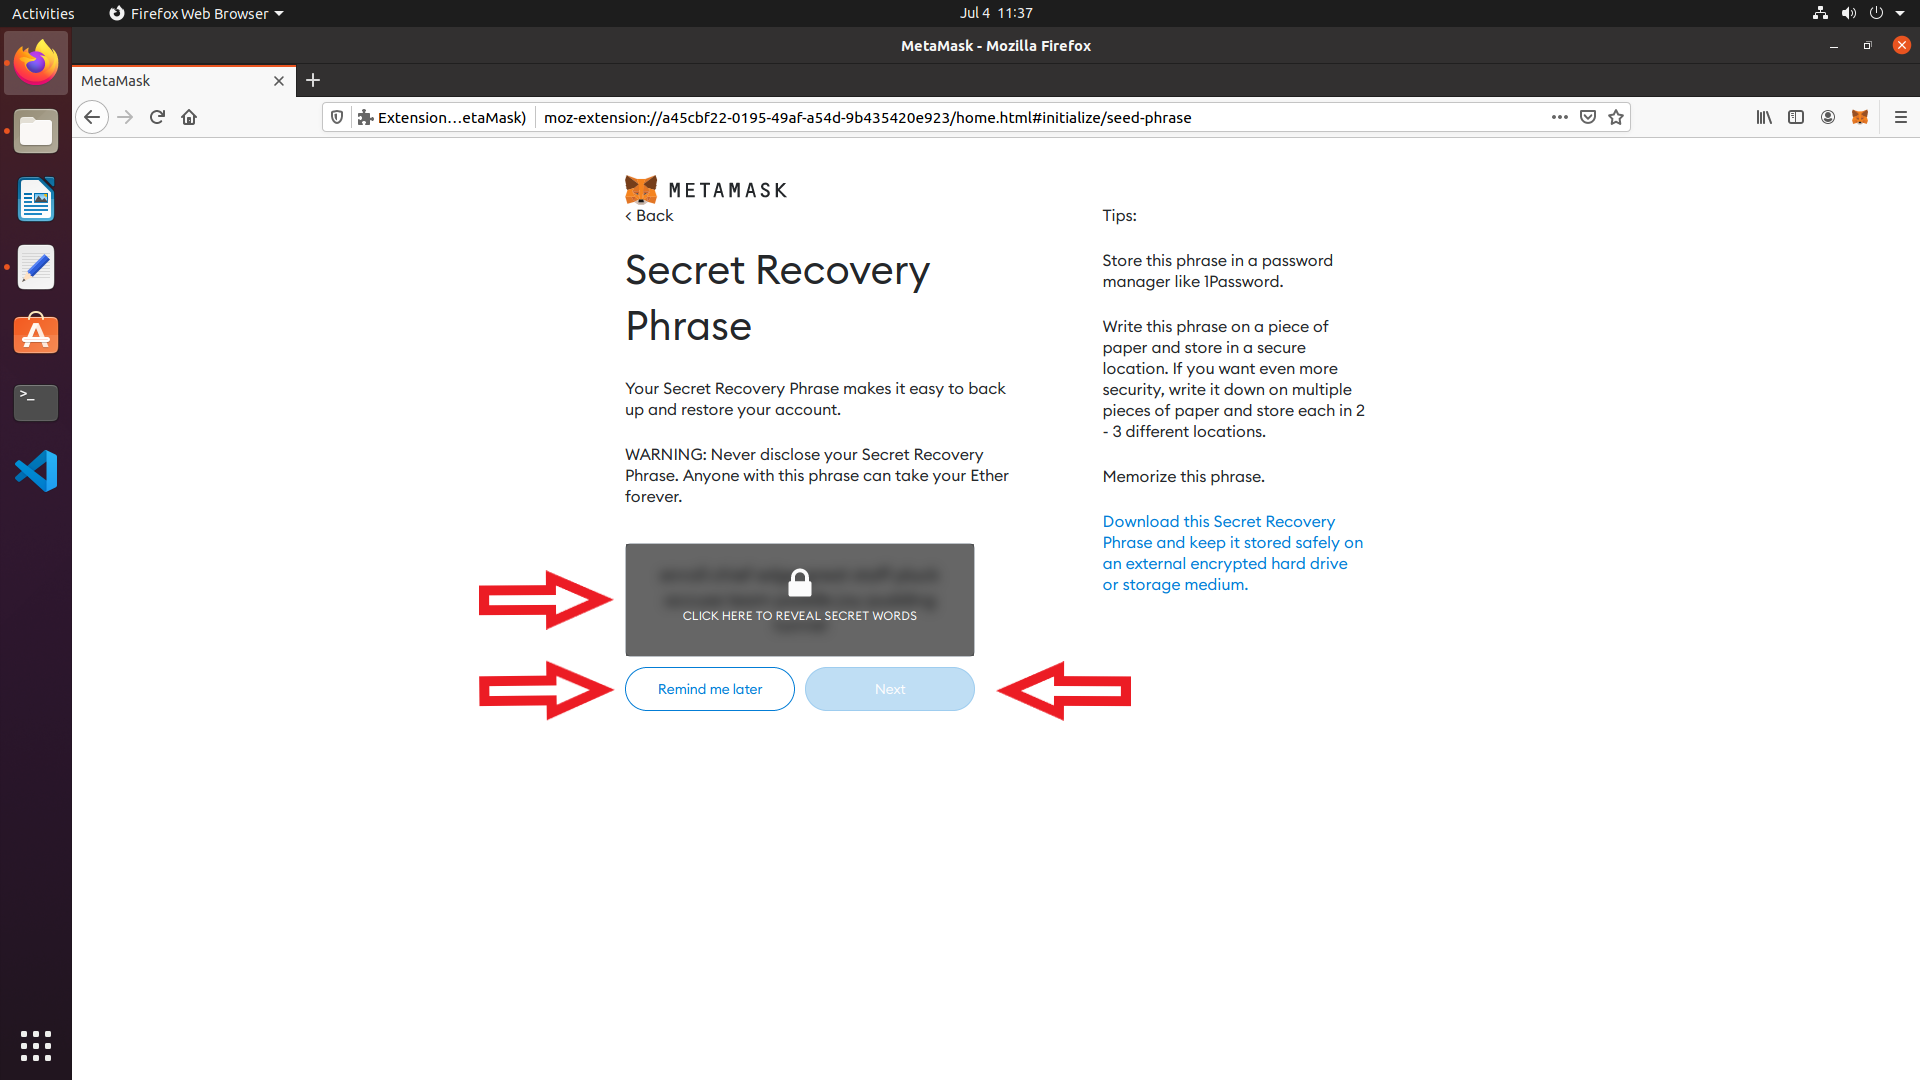 Activities
Firefox Web Browser
Jul 4 11:37
MetaMask - Mozilla Firefox
MetaMask
Extension…etaMask)
moz-extension://a45cbf22-0195-49af-a54d-9b435420e923/home.html#initialize/seed-phrase
METAMASK
< Back
Secret Recovery
Phrase
Your Secret Recovery Phrase makes it easy to back
up and restore your account.
WARNING: Never disclose your Secret Recovery
Phrase. Anyone with this phrase can take your Ether
forever.
CLICK HERE TO REVEAL SECRET WORDS
Remind me later
Next
Tips:
Store this phrase in a password
manager like 1Password.
Write this phrase on a piece of
paper and store in a secure
location. If you want even more
security, write it down on multiple
pieces of paper and store each in 2
- 3 different locations.
Memorize this phrase.
Download this Secret Recovery
Phrase and keep it stored safely on
an external encrypted hard drive
or storage medium.